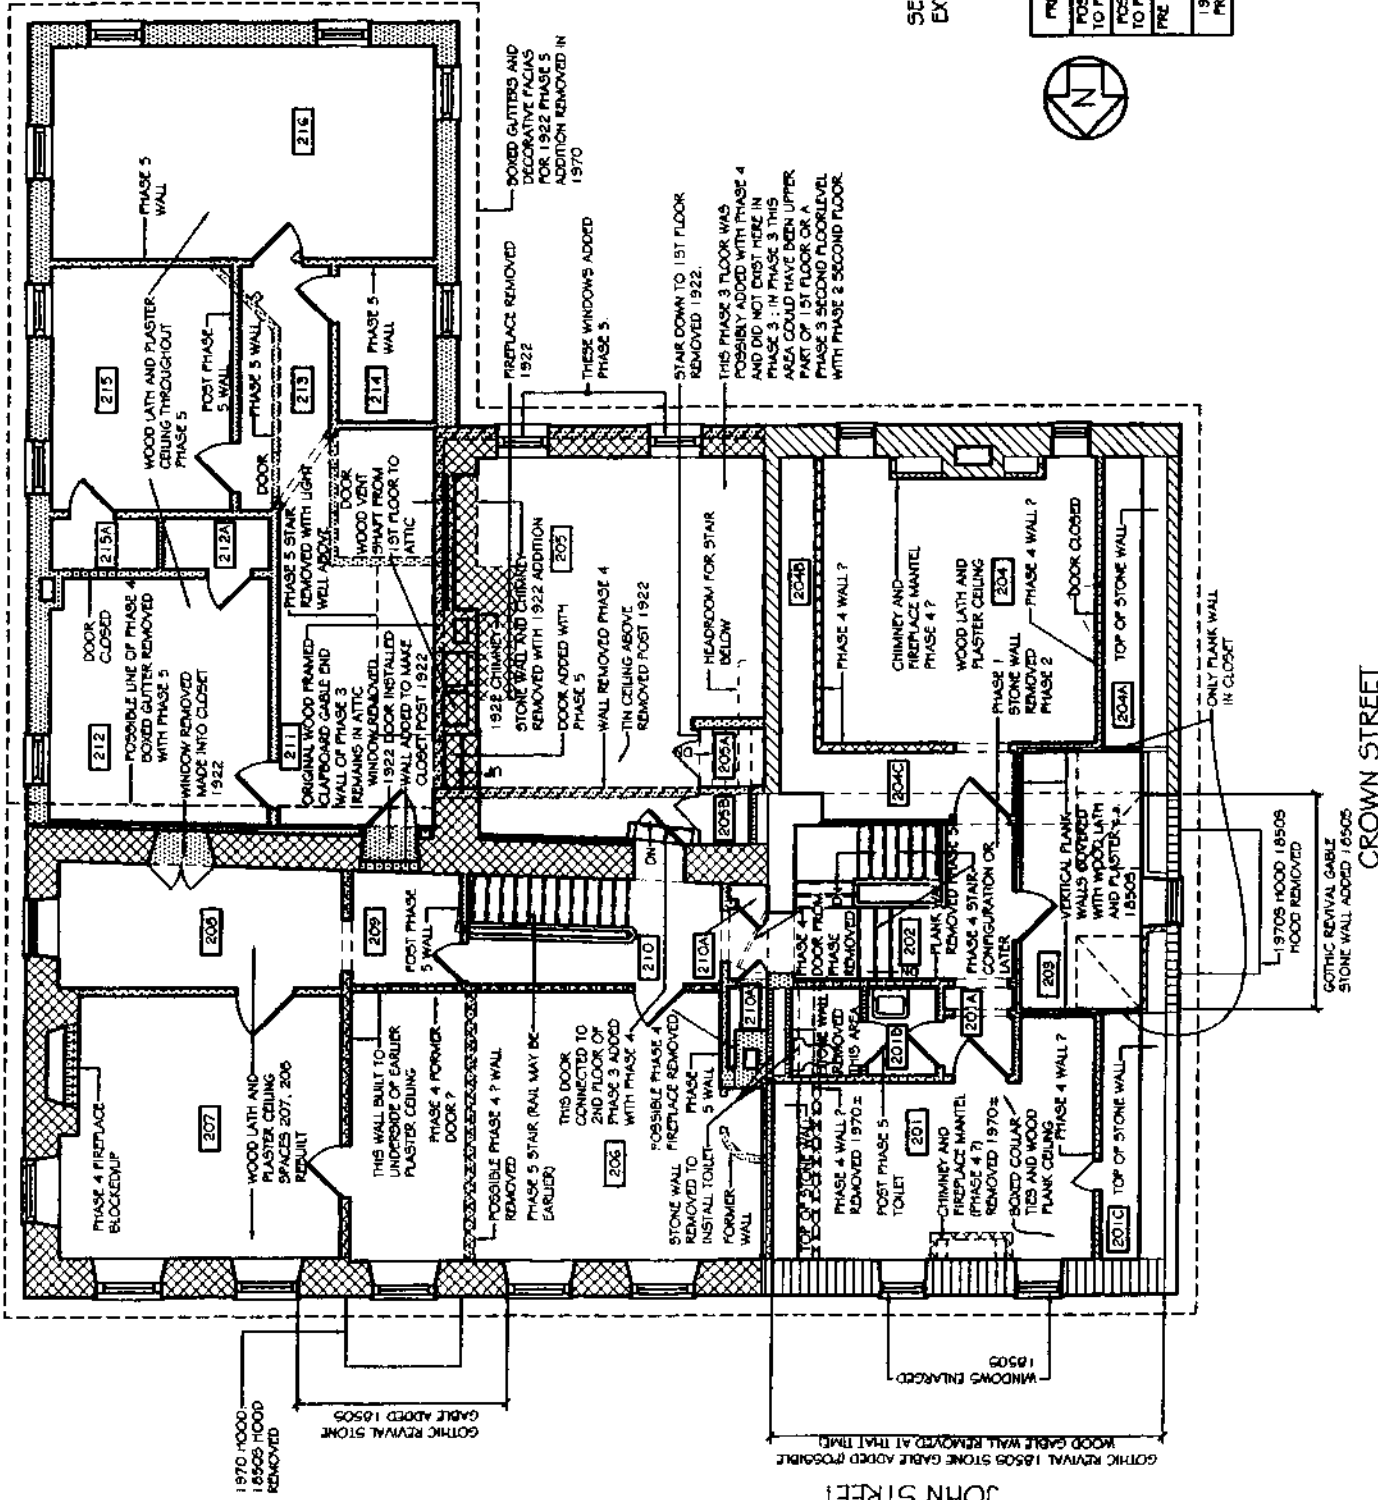 BOXED GUTTERS AND
DECORATIVE FACIAS
FOR 1922 PHASE 5
ADDITION REMOVED IN
1970
SE
EX
PR
POS
TO P
POS
TO P
PRE
19
PR
N
216
PHASE 5
WALL
215
WOOD LATH AND PLASTER
CEILING THROUGHOUT
PHASE 5
POST PHASE
5 WALL
PHASE 5 WALL
213
DOOR
214
PHASE 5
WALL
FIREPLACE REMOVED
1922
THESE WINDOWS ADDED
PHASE 5.
STAIR DOWN TO 1ST FLOOR
REMOVED 1922.
THIS PHASE 3 FLOOR WAS
POSSIBLY ADDED WITH PHASE 4
AND DID NOT EXIST HERE IN
PHASE 3 : IN PHASE 3 THIS
AREA COULD HAVE BEEN UPPER
PART OF 1ST FLOOR OR A
PHASE 3 SECOND FLOORLEVEL
WITH PHASE 2 SECOND FLOOR.
215A
212A
DOOR
CLOSED
212
POSSIBLE LINE OF PHASE 4
BOXED GUTTER REMOVED
WITH PHASE 5
WINDOW REMOVED
MADE INTO CLOSET
1922
211
PHASE 5 STAIR
REMOVED WITH LIGHT
WELL ABOVE
DOOR
WOOD VENT
SHAFT FROM
1ST FLOOR TO
ATTIC
ORIGINAL WOOD FRAMED
CLAPBOARD GABLE END
WALL OF PHASE 3
REMAINS IN ATTIC
WINDOW REMOVED
1922 DOOR INSTALLED
WALL ADDED TO MAKE
CLOSET POST 1922
1922 CHIMNEY
STONE WALL AND CHIMNEY
REMOVED WITH 1922 ADDITION
205
DOOR ADDED WITH
PHASE 5
WALL REMOVED PHASE 4
TIN CEILING ABOVE
REMOVED POST 1922
HEADROOM FOR STAIR
BELOW
205A
205B
204B
PHASE 4 WALL ?
CHIMNEY AND
FIREPLACE MANTEL
PHASE 4 ?
WOOD LATH AND
PLASTER CEILING
204
PHASE 1
STONE WALL
REMOVED
PHASE 2
PHASE 4 WALL ?
DOOR CLOSED
TOP OF STONE WALL
204A
ONLY PLANK WALL
IN CLOSET
204C
208
209
POST PHASE
5 WALL
DN
210
210A
PHASE 4
DOOR FROM
PHASE
REMOVED
DN
202
PLANK
REMOVED PHASE 5
PHASE 4 STAIR
CONFIGURATION OR
LATER
VERTICAL PLANK
WALLS COVERED
WITH WOOD LATH
AND PLASTER
1850S
203
1970S HOOD 1850S
HOOD REMOVED
GOTHIC REVIVAL GABLE
STONE WALL ADDED 1850S
CROWN STREET
PHASE 4 FIREPLACE
BLOCKEDUP
207
WOOD LATH AND
PLASTER CEILING
SPACES 207, 208
REBUILT
THIS WALL BUILT TO
UNDERSIDE OF EARLIER
PLASTER CEILING
PHASE 4 FORMER
DOOR ?
POSSIBLE PHASE 4 ? WALL
REMOVED
PHASE 5 STAIR (RAIL MAY BE
EARLIER)
THIS DOOR
CONNECTED TO
2ND FLOOR OF
PHASE 3 ADDED
WITH PHASE 4
206
POSSIBLE PHASE 4
FIREPLACE REMOVED
PHASE
5 WALL
STONE WALL
REMOVED TO
INSTALL TOILET
FORMER
WALL
210A
STONE WALL
REMOVED
THIS AREA
TOP OF STONE WALL
PHASE 4 WALL ?
REMOVED 1970±
POST PHASE 5
TOILET
201B
201A
201
CHIMNEY AND
FIREPLACE MANTEL
(PHASE 4 ?)
REMOVED 1970±
BOXED COLLAR
TIES AND WOOD
PLANK CEILING
PHASE 4 WALL ?
201C
TOP OF STONE WALL
1970 HOOD
1850S HOOD
REMOVED
GOTHIC REVIVAL STONE
GABLE ADDED 1850S
WINDOWS ENLARGED
1850S
GOTHIC REVIVAL 1850S STONE GABLE ADDED (POSSIBLE
WOOD GABLE WALL REMOVED AT THAT TIME)
JOHN STREET